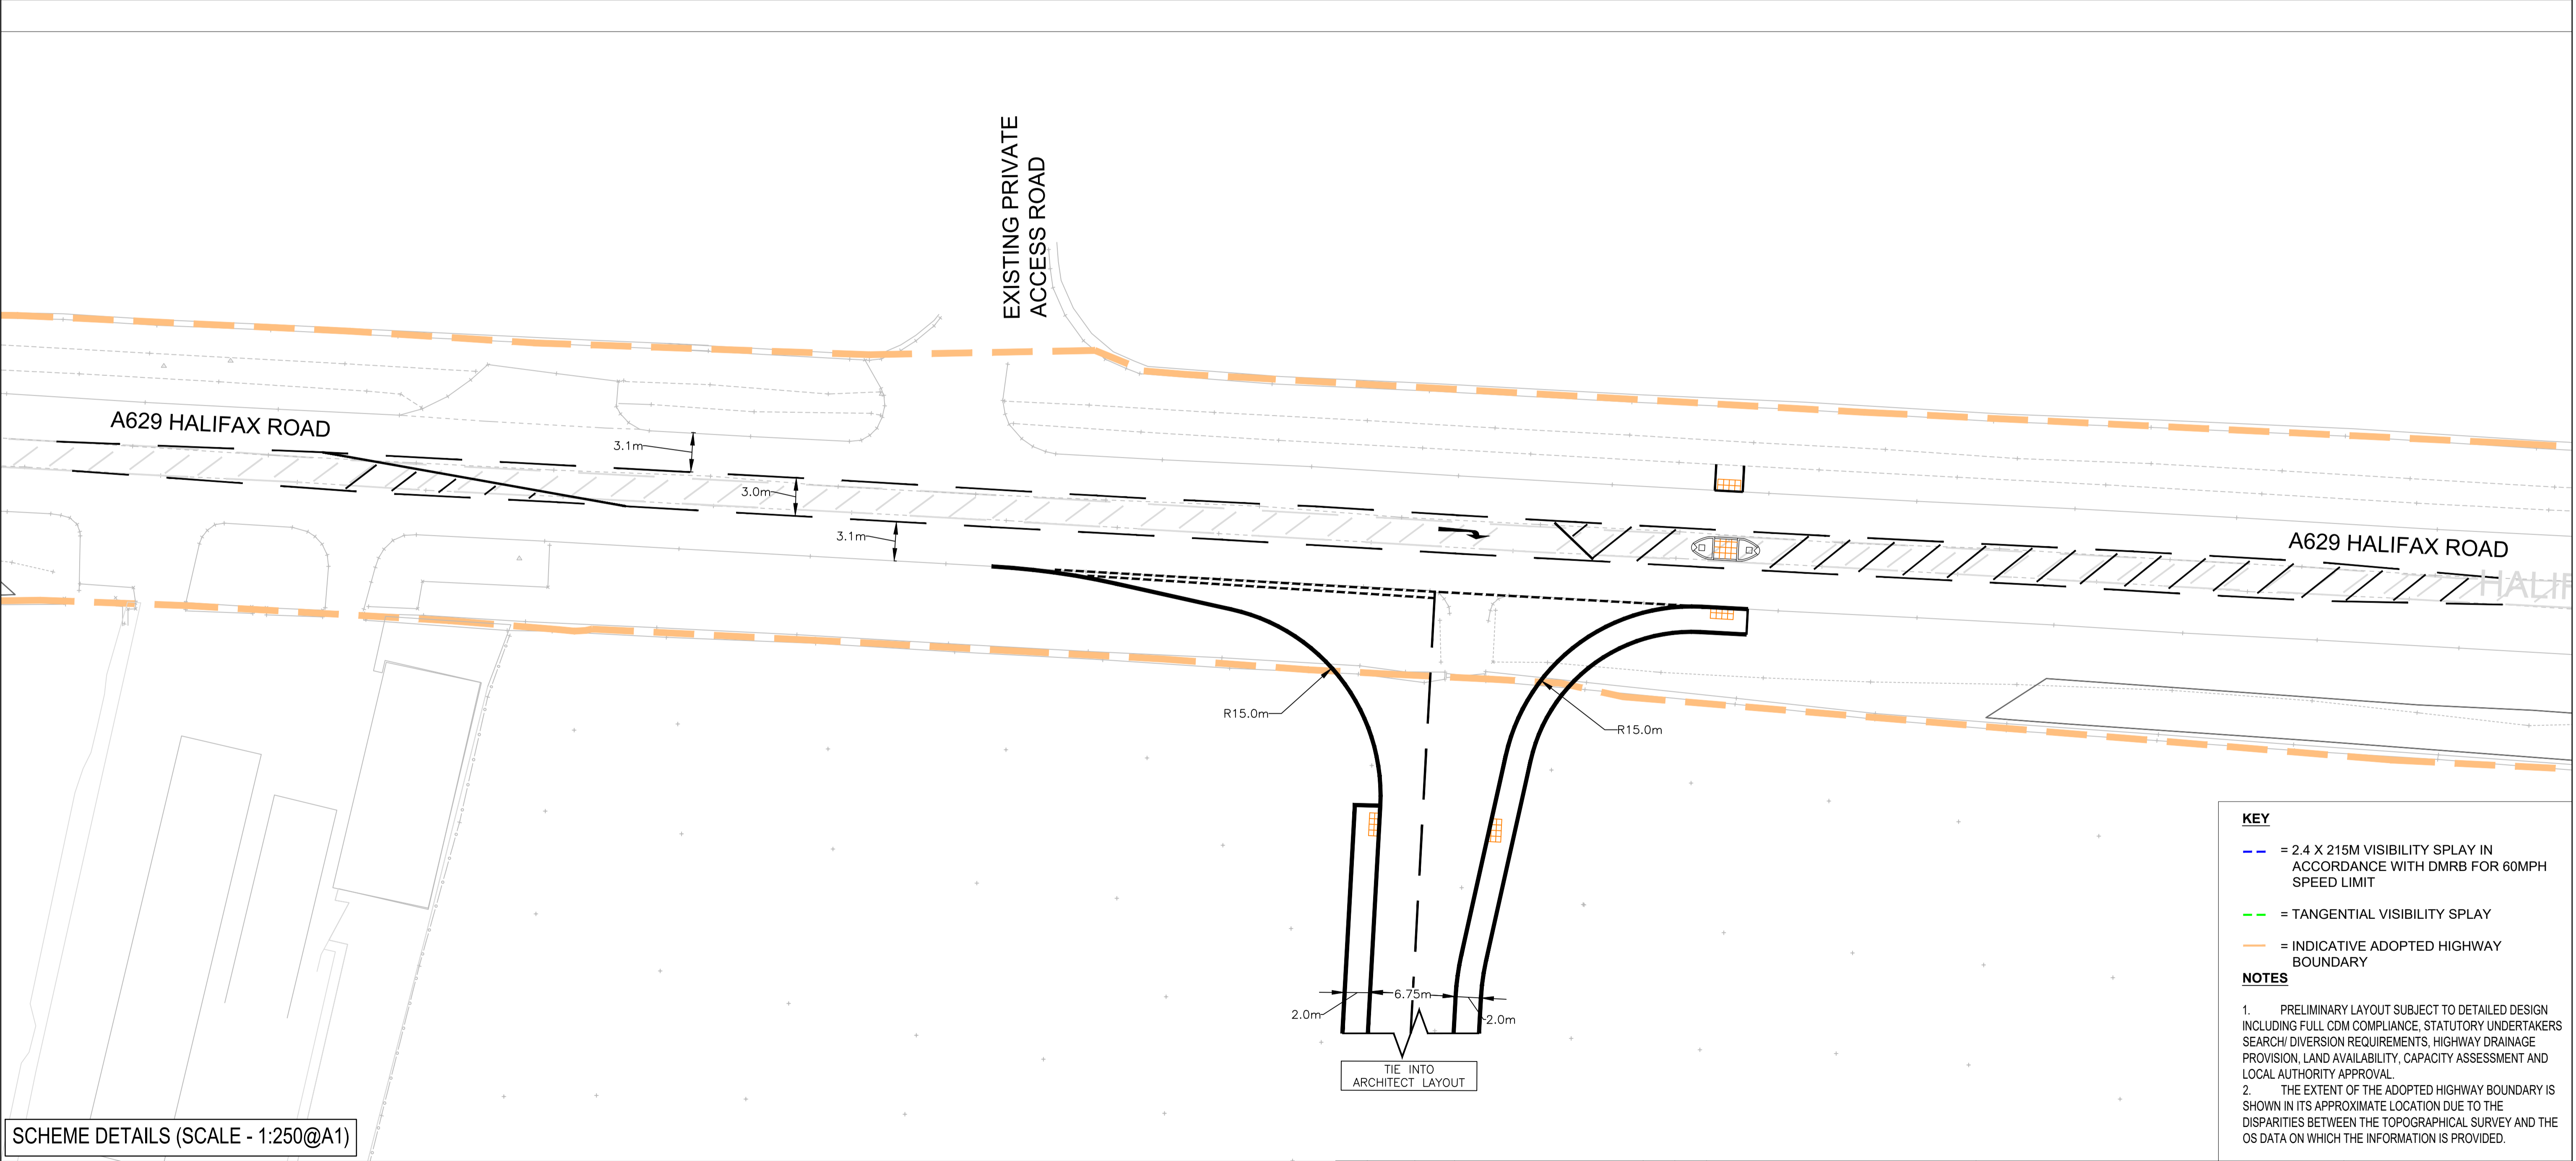 EXISTING PRIVATE
ACCESS ROAD
A629 HALIFAX ROAD
3.1m
3.0m
3.1m
A629 HALIFAX ROAD
HALIF
R15.0m
R15.0m
6.75m
2.0m
2.0m
TIE INTO
ARCHITECT LAYOUT
SCHEME DETAILS (SCALE - 1:250@A1)
KEY
= 2.4 X 215M VISIBILITY SPLAY IN
ACCORDANCE WITH DMRB FOR 60MPH
SPEED LIMIT
= TANGENTIAL VISIBILITY SPLAY
= INDICATIVE ADOPTED HIGHWAY
BOUNDARY
NOTES
1. PRELIMINARY LAYOUT SUBJECT TO DETAILED DESIGN
INCLUDING FULL CDM COMPLIANCE, STATUTORY UNDERTAKERS
SEARCH/ DIVERSION REQUIREMENTS, HIGHWAY DRAINAGE
PROVISION, LAND AVAILABILITY, CAPACITY ASSESSMENT AND
LOCAL AUTHORITY APPROVAL.
2. THE EXTENT OF THE ADOPTED HIGHWAY BOUNDARY IS
SHOWN IN ITS APPROXIMATE LOCATION DUE TO THE
DISPARITIES BETWEEN THE TOPOGRAPHICAL SURVEY AND THE
OS DATA ON WHICH THE INFORMATION IS PROVIDED.